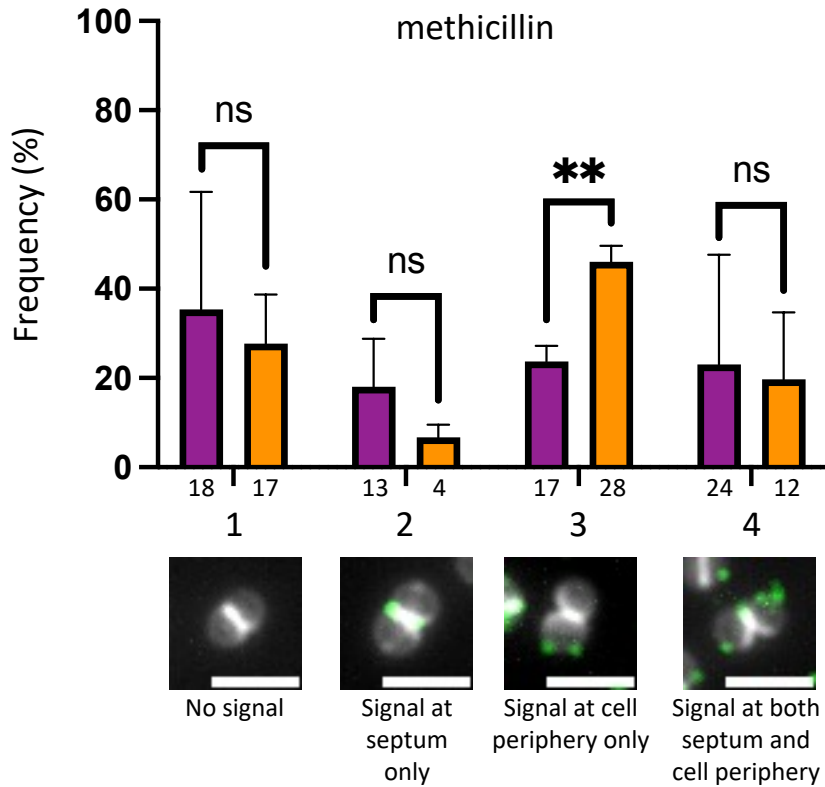 methicillin
Frequency (%)
100
80
60
40
20
0
ns
ns
**
ns
18 17 13 4 17 28 24 12
1 2 3 4
No signal
Signal at
septum
only
Signal at cell
periphery only
Signal at both
septum and
cell periphery